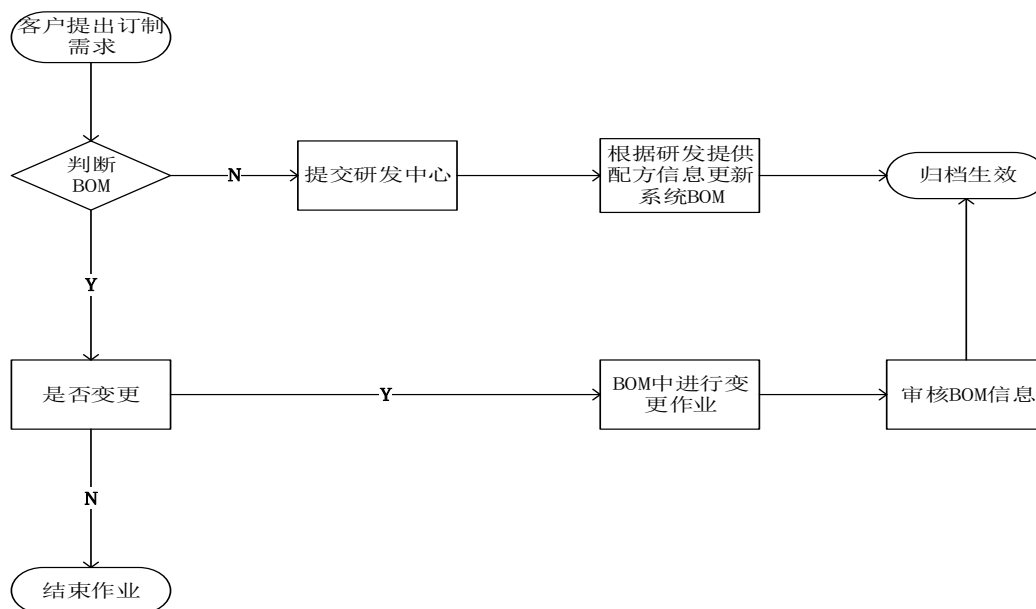 客户提出订制
需求
判断
BOM
N
提交研发中心
根据研发提供
配方信息更新
系统BOM
归档生效
Y
是否变更
Y
BOM中进行变
更作业
审核BOM信息
N
结束作业